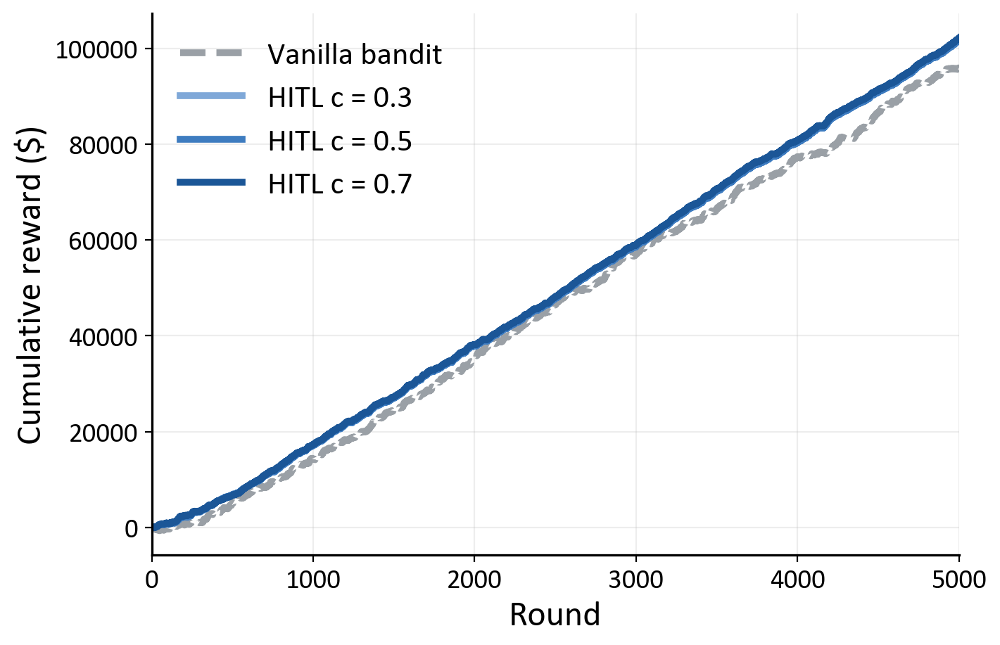 100000
80000
60000
40000
20000
0
Cumulative reward ($)
Vanilla bandit
HITL c = 0.3
HITL c = 0.5
HITL c = 0.7
0 1000 2000 3000 4000 5000
Round